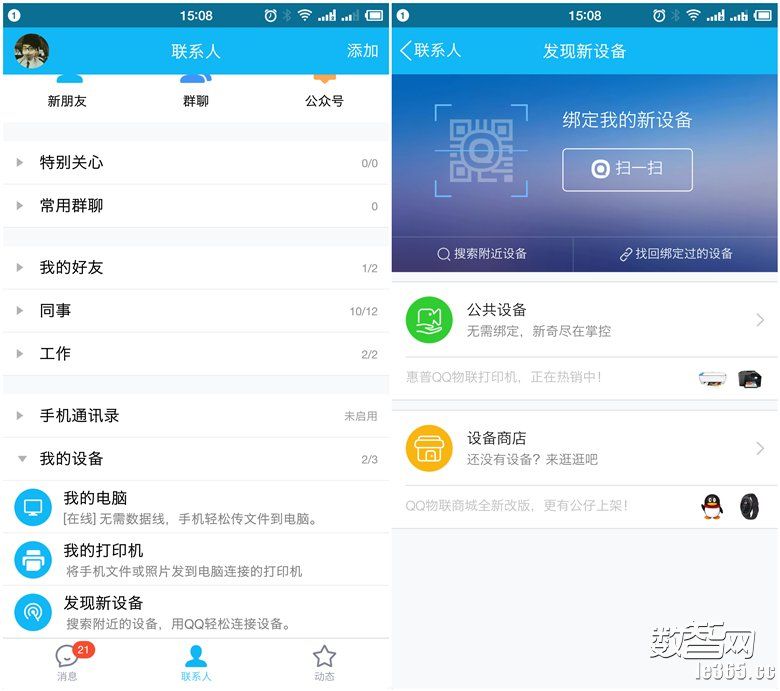 1
15:08
联系人
添加
新朋友
群聊
公众号
特别关心
0/0
常用群聊
0
我的好友
1/2
同事
10/12
工作
2/2
手机通讯录
未启用
我的设备
2/3
我的电脑
[在线] 无需数据线，手机轻松传文件到电脑。
我的打印机
将手机文件或照片发到电脑连接的打印机
发现新设备
搜索附近的设备，用QQ轻松连接设备。
21
消息
联系人
动态
1
15:08
联系人
发现新设备
绑定我的新设备
扫一扫
搜索附近设备
找回绑定过的设备
公共设备
无需绑定，新奇尽在掌控
惠普QQ物联打印机，正在热销中！
设备商店
还没有设备？来逛逛吧
QQ物联商城全新改版，更有公仔上架！
数智网
le365.cc